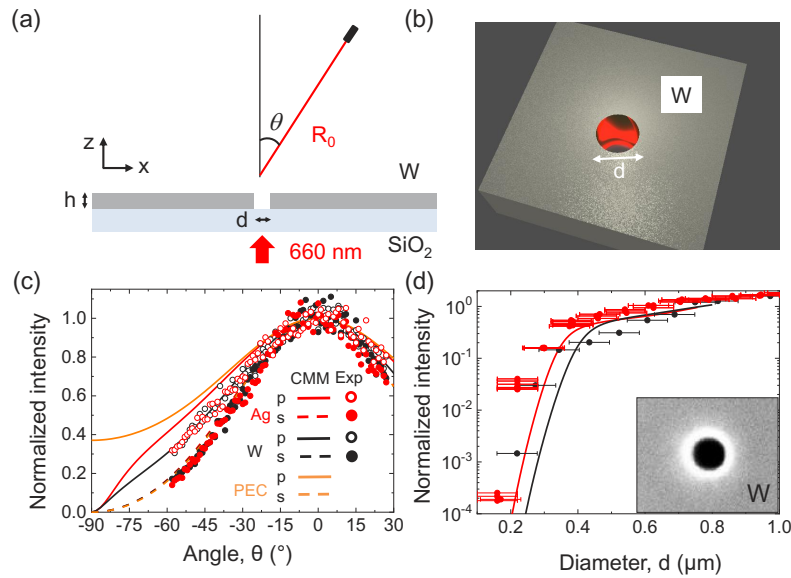 (a)
θ
R₀
z
x
W
h
d
660 nm
SiO₂
(b)
W
d
(c)
Normalized intensity
1.0
0.8
0.6
0.4
0.2
0.0
-90 -75 -60 -45 -30 -15 0 15 30
Angle, θ (°)
CMM Exp
p
Ag
s
p
W
s
p
PEC
s
(d)
Normalized intensity
10⁰
10⁻¹
10⁻²
10⁻³
10⁻⁴
0.2 0.4 0.6 0.8 1.0
Diameter, d (μm)
W